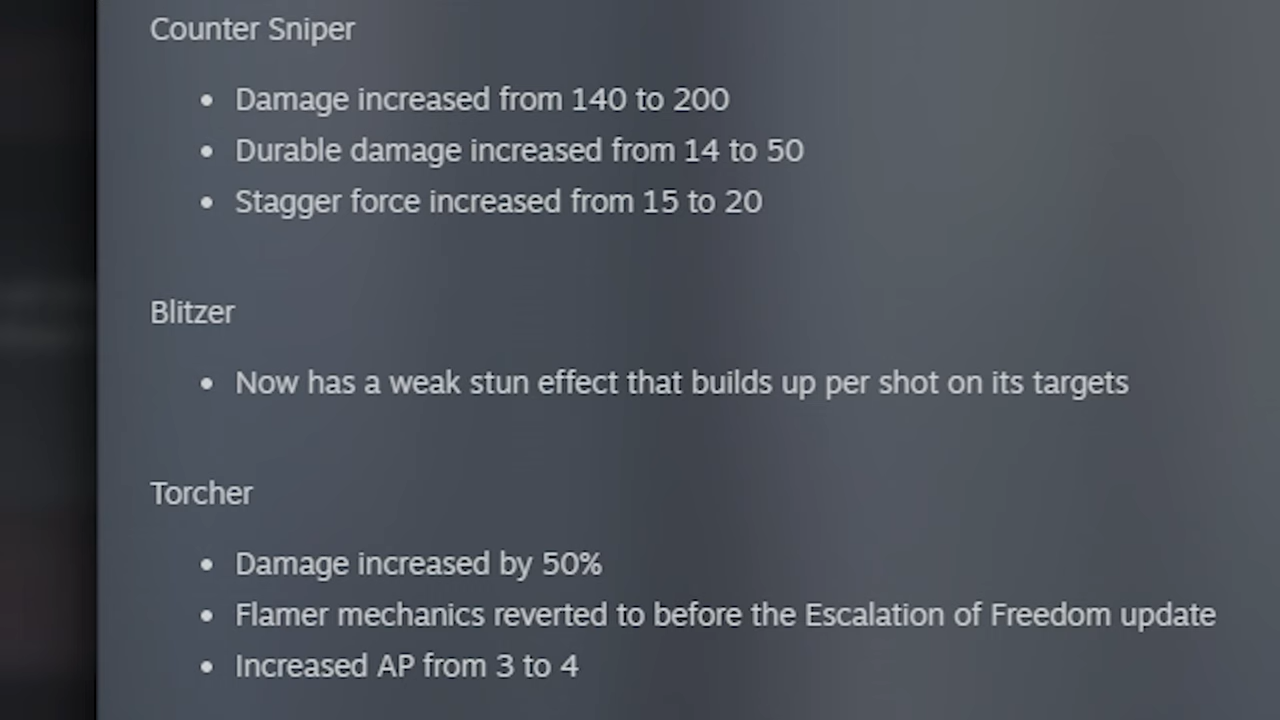 Counter Sniper
• Damage increased from 140 to 200
• Durable damage increased from 14 to 50
• Stagger force increased from 15 to 20
Blitzer
• Now has a weak stun effect that builds up per shot on its targets
Torcher
• Damage increased by 50%
• Flamer mechanics reverted to before the Escalation of Freedom update
• Increased AP from 3 to 4